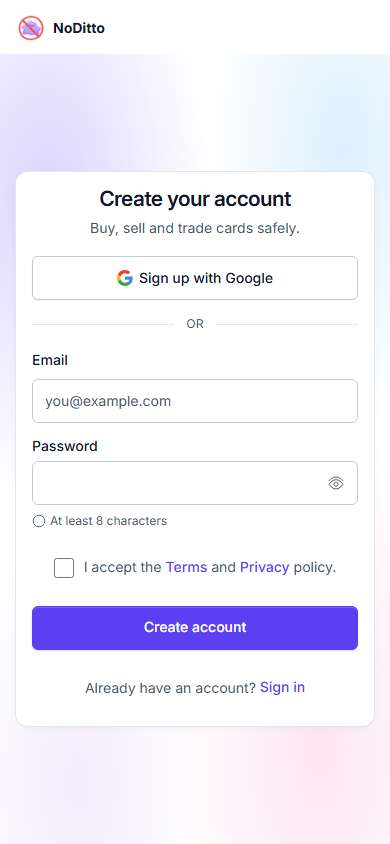 NoDitto
Create your account
Buy, sell and trade cards safely.
Sign up with Google
OR
Email
you@example.com
Password
At least 8 characters
I accept the Terms and Privacy policy.
Create account
Already have an account? Sign in